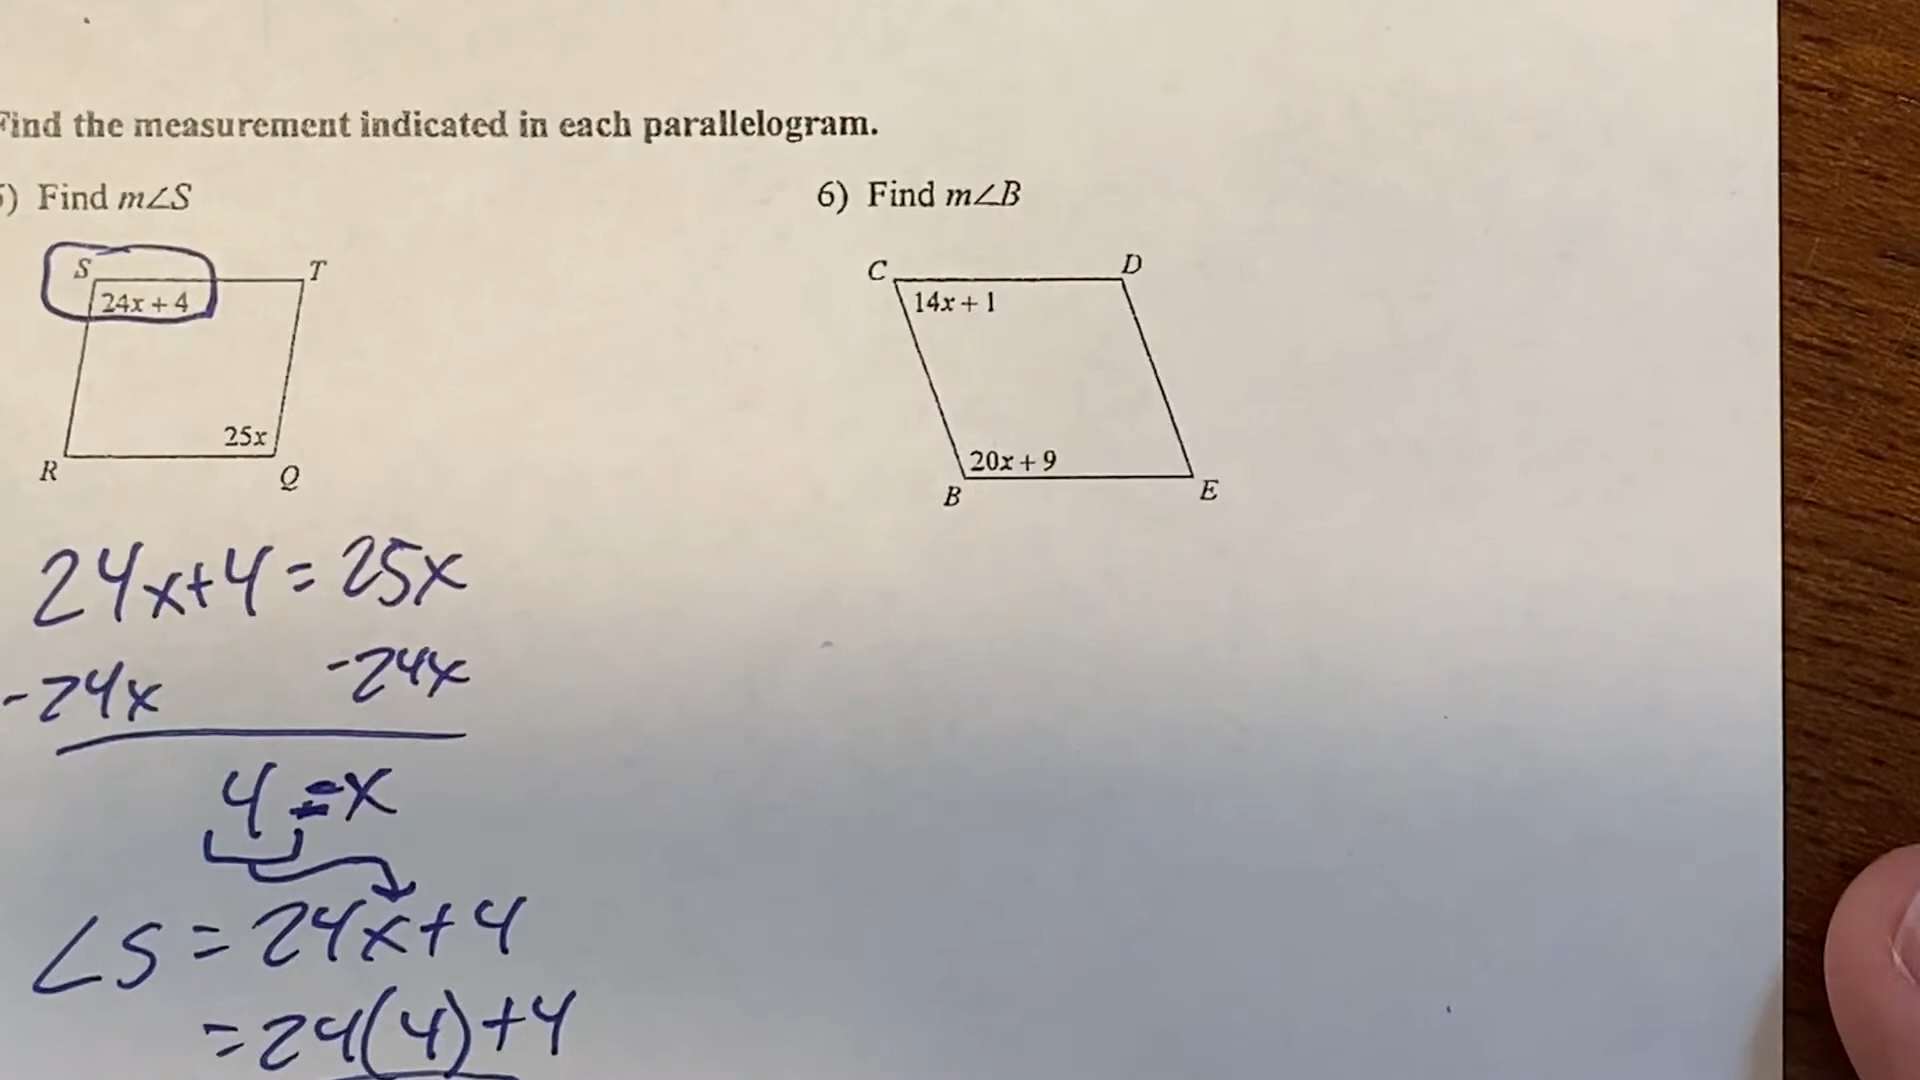 Find the measurement indicated in each parallelogram.
5) Find m∠S
S
T
24x + 4
25x
R
Q
24x+4=25x
-24x -24x
4=x
∠S=24x+4
=24(4)+4
6) Find m∠B
C
D
14x + 1
20x + 9
B
E